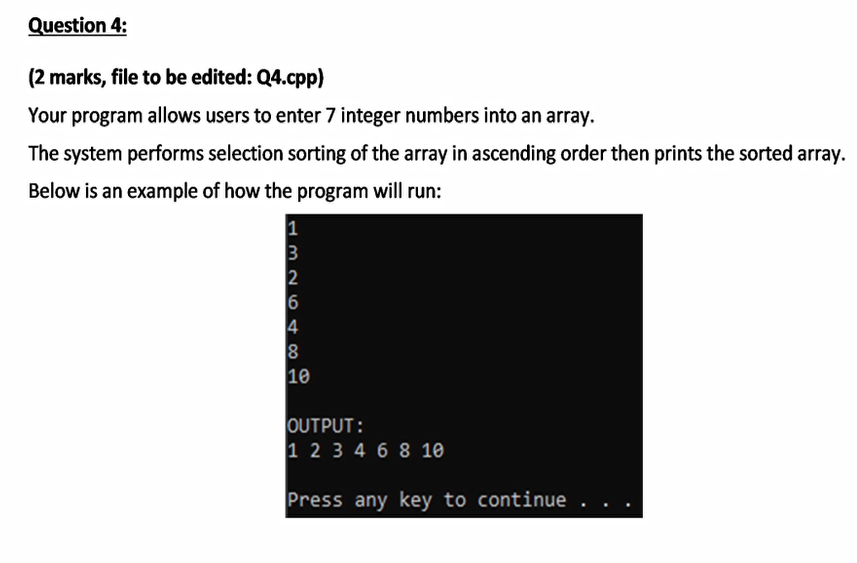 Question 4:
(2 marks, file to be edited: Q4.cpp)
Your program allows users to enter 7 integer numbers into an array.
The system performs selection sorting of the array in ascending order then prints the sorted array.
Below is an example of how the program will run:
1
3
2
6
4
8
10
OUTPUT:
1 2 3 4 6 8 10
Press any key to continue . . .